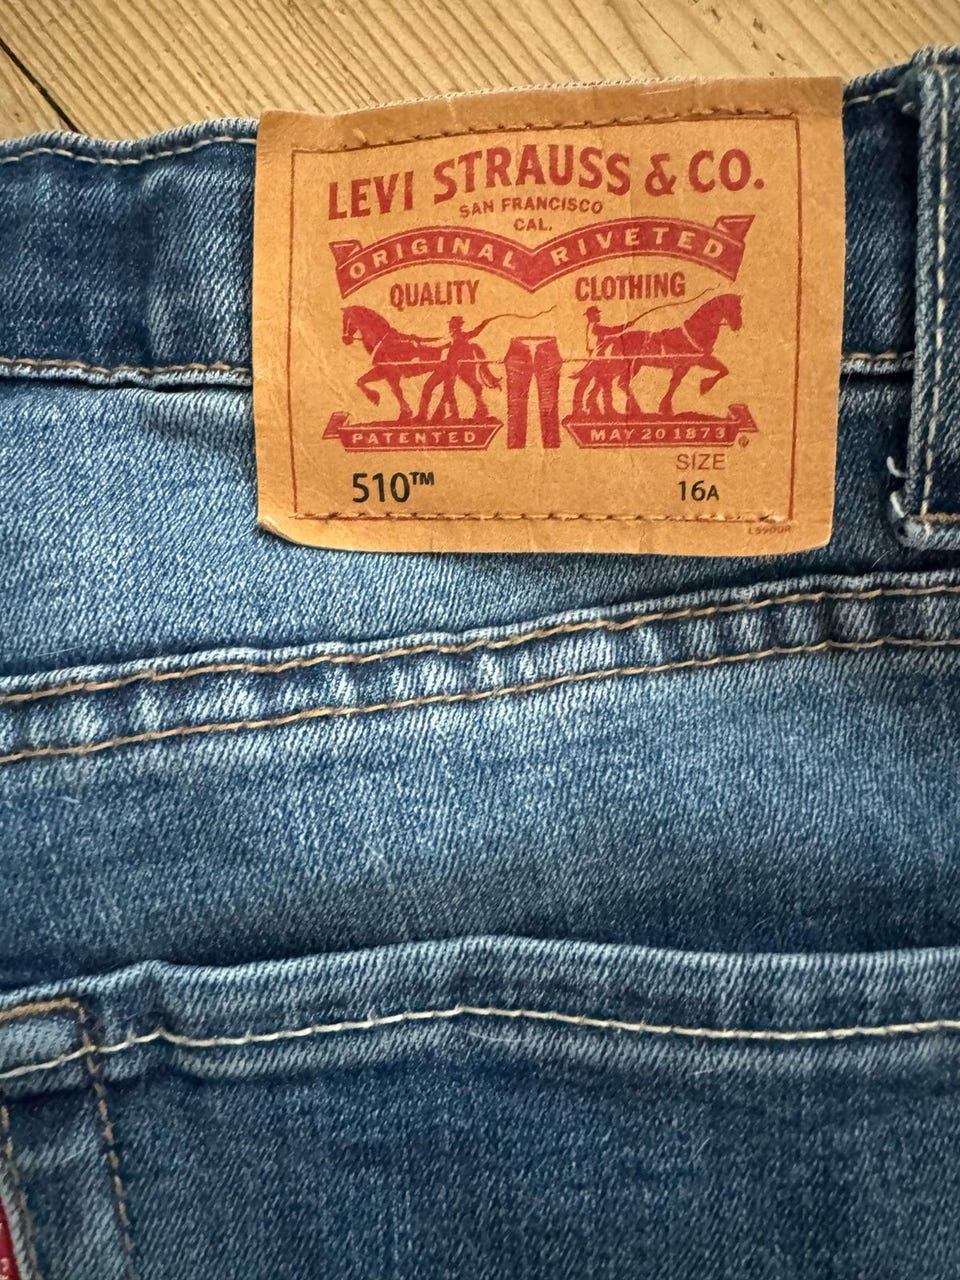 LEVI STRAUSS & CO.
SAN FRANCISCO
CAL.
ORIGINAL RIVETED
QUALITY CLOTHING
PATENTED MAY 20 1873 ®
510™
SIZE
16A